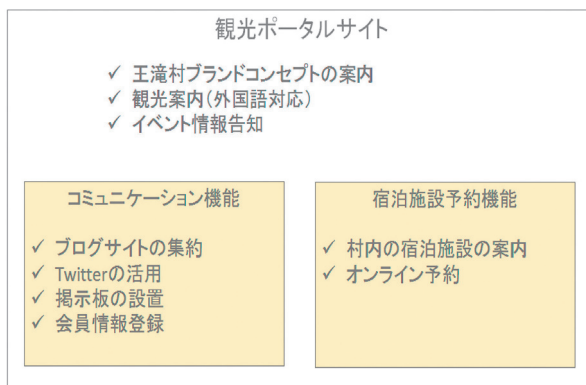 観光ポータルサイト
✓ 王滝村ブランドコンセプトの案内
✓ 観光案内(外国語対応)
✓ イベント情報告知
コミュニケーション機能
✓ ブログサイトの集約
✓ Twitterの活用
✓ 掲示板の設置
✓ 会員情報登録
宿泊施設予約機能
✓ 村内の宿泊施設の案内
✓ オンライン予約